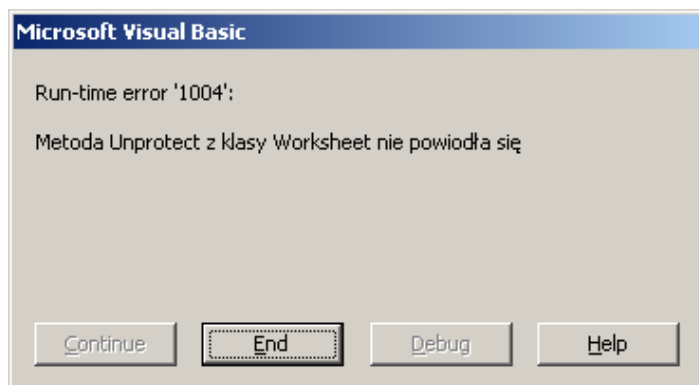 Microsoft Visual Basic
Run-time error '1004':
Metoda Unprotect z klasy Worksheet nie powiodła się
Continue
End
Debug
Help